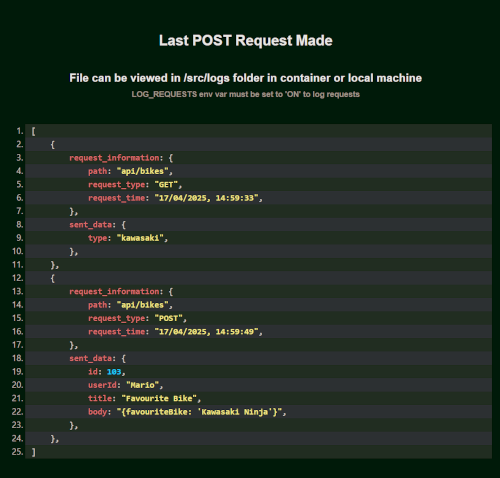 Last POST Request Made
File can be viewed in /src/logs folder in container or local machine
LOG_REQUESTS env var must be set to 'ON' to log requests
1. [
2.     {
3.         request_information: {
4.             path: "api/bikes",
5.             request_type: "GET",
6.             request_time: "17/04/2025, 14:59:33",
7.         },
8.         sent_data: {
9.             type: "kawasaki",
10.         },
11.     },
12.     {
13.         request_information: {
14.             path: "api/bikes",
15.             request_type: "POST",
16.             request_time: "17/04/2025, 14:59:49",
17.         },
18.         sent_data: {
19.             id: 103,
20.             userId: "Mario",
21.             title: "Favourite Bike",
22.             body: "{favouriteBike: 'Kawasaki Ninja'}",
23.         },
24.     },
25. ]